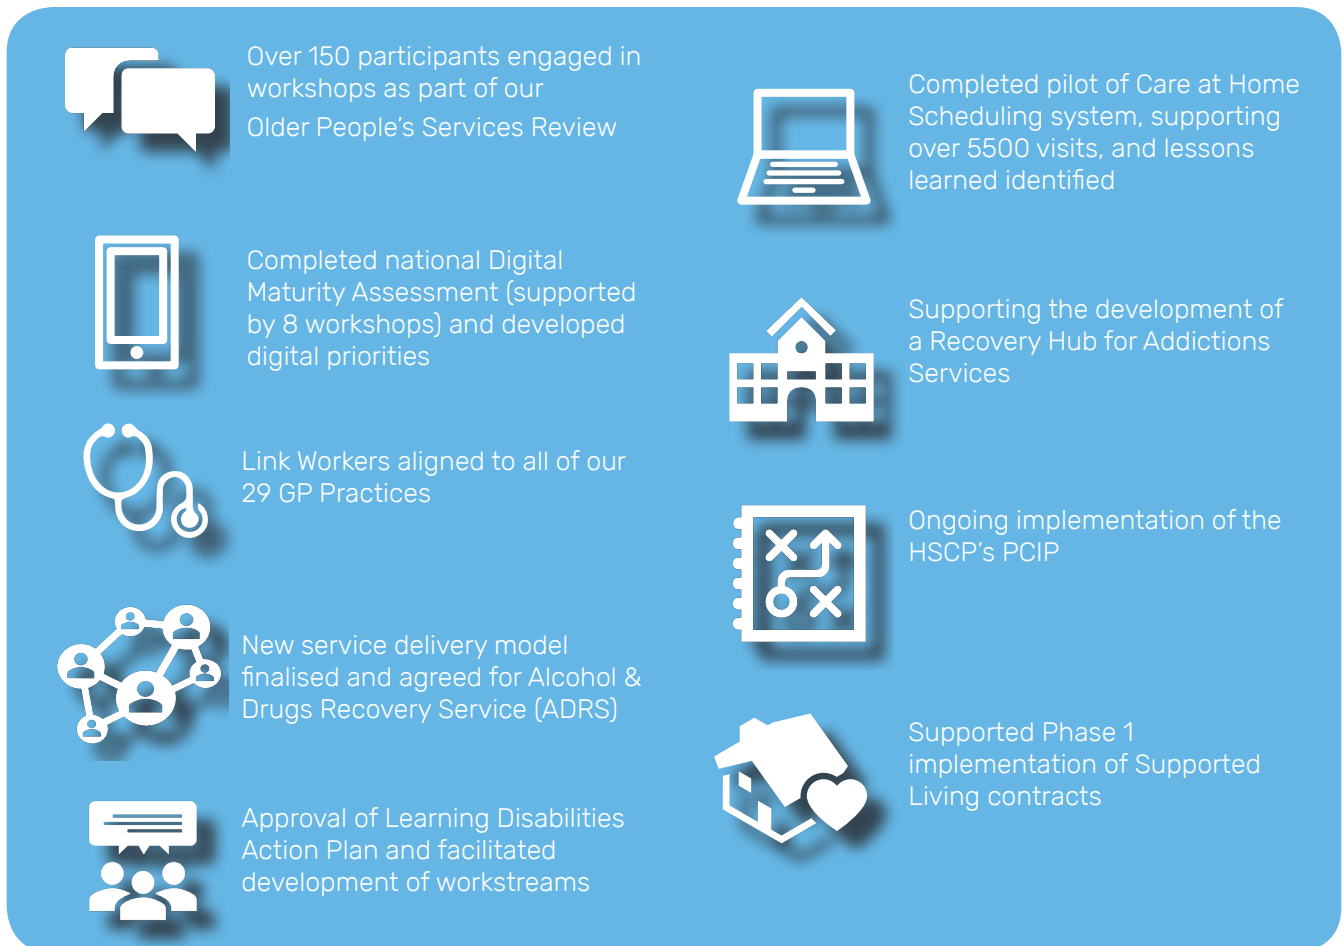 Over 150 participants engaged in
workshops as part of our
Older People's Services Review
Completed national Digital
Maturity Assessment (supported
by 8 workshops) and developed
digital priorities
Link Workers aligned to all of our
29 GP Practices
New service delivery model
finalised and agreed for Alcohol &
Drugs Recovery Service (ADRS)
Approval of Learning Disabilities
Action Plan and facilitated
development of workstreams
Completed pilot of Care at Home
Scheduling system, supporting
over 5500 visits, and lessons
learned identified
Supporting the development of
a Recovery Hub for Addictions
Services
Ongoing implementation of the
HSCP's PCIP
Supported Phase 1
implementation of Supported
Living contracts